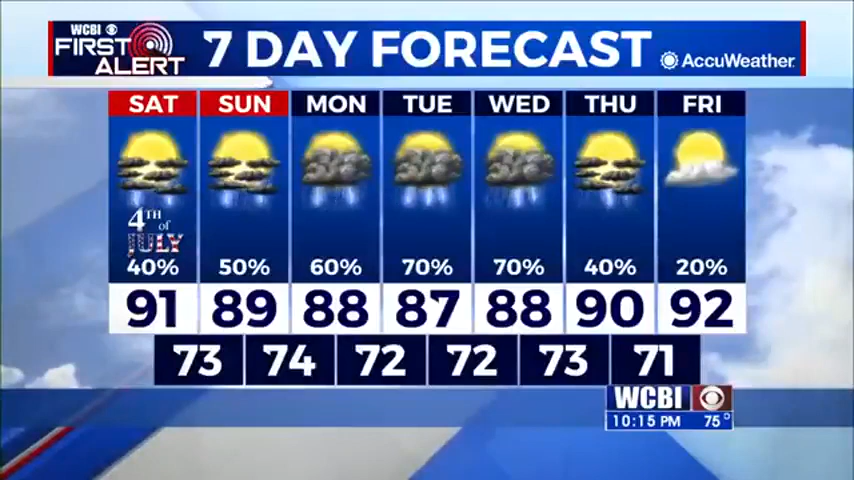 WCBI
FIRST
ALERT
7 DAY FORECAST
AccuWeather
SAT SUN MON TUE WED THU FRI
4TH of
JULY
40% 50% 60% 70% 70% 40% 20%
91 89 88 87 88 90 92
73 74 72 72 73 71
WCBI
10:15 PM 75°